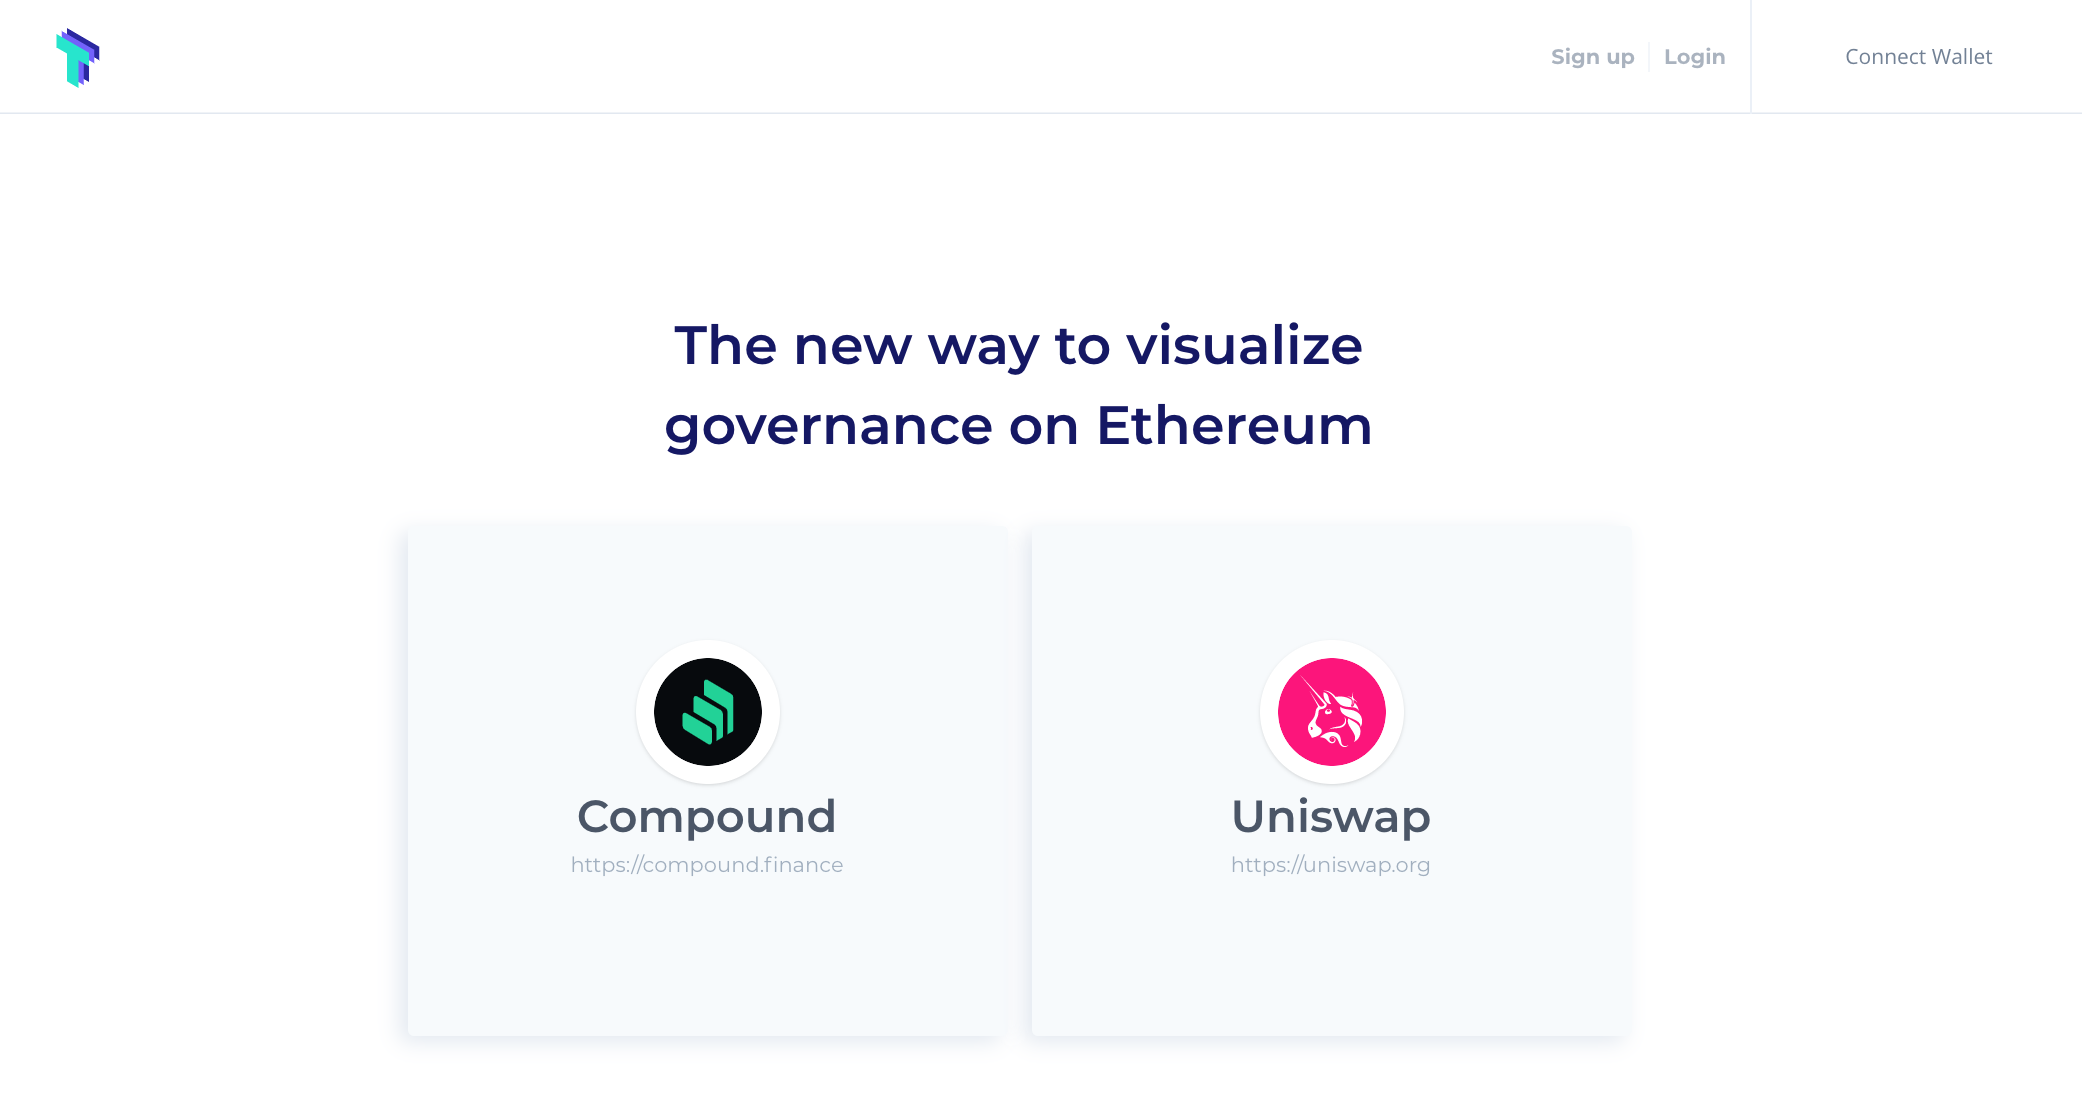 Sign up
Login
Connect Wallet
The new way to visualize
governance on Ethereum
Compound
https://compound.finance
Uniswap
https://uniswap.org